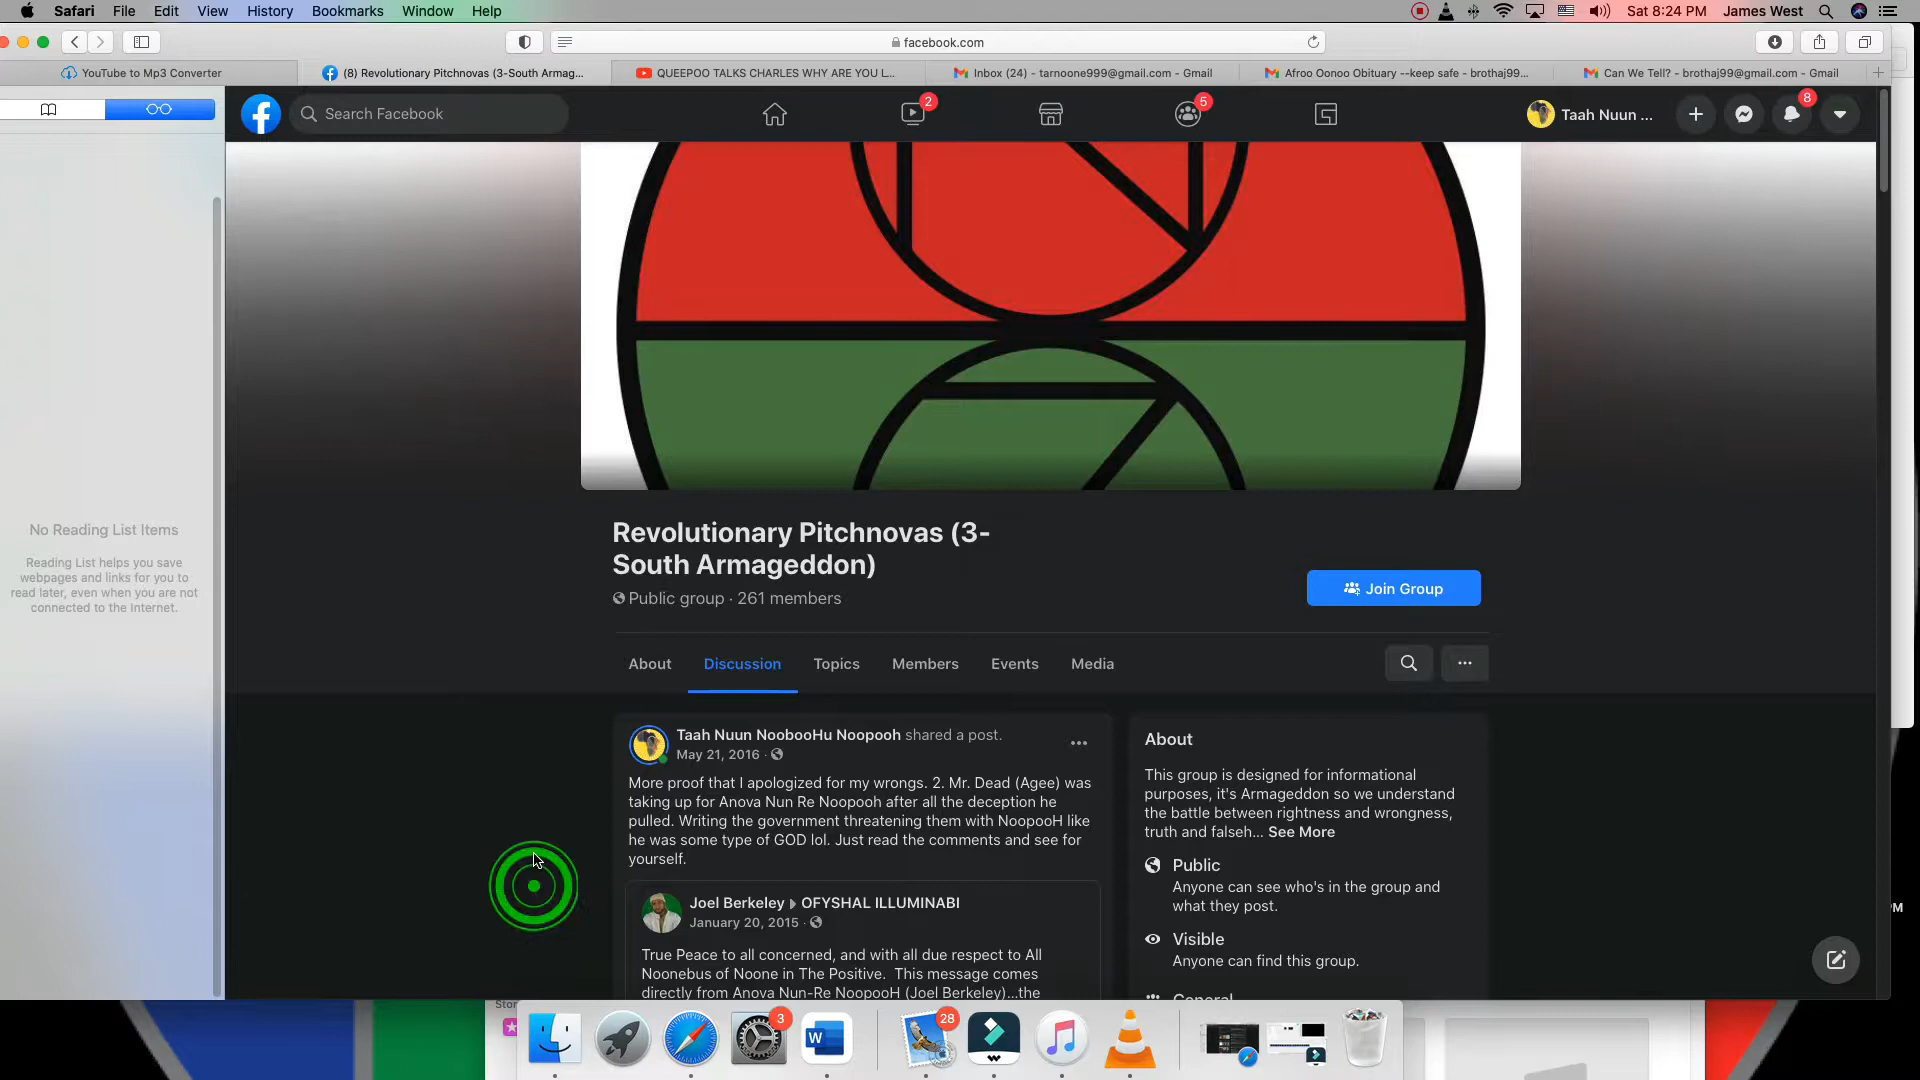 Safari File Edit View History Bookmarks Window Help
Sat 8:24 PM James West
facebook.com
YouTube to Mp3 Converter
(8) Revolutionary Pitchnovas (3-South Armag...
QUEEPOO TALKS CHARLES WHY ARE YOU L...
Inbox (24) - tarnoone999@gmail.com - Gmail
Afroo Oonoo Obituary --keep safe - brothaj99...
Can We Tell? - brothaj99@gmail.com - Gmail
Search Facebook
2
5
Taah Nuun ...
8
No Reading List Items
Reading List helps you save
webpages and links for you to
read later, even when you are not
connected to the Internet.
Revolutionary Pitchnovas (3-
South Armageddon)
Public group · 261 members
Join Group
About Discussion Topics Members Events Media
Taah Nuun NoobooHu Noopooh shared a post.
May 21, 2016 ·
More proof that I apologized for my wrongs. 2. Mr. Dead (Agee) was
taking up for Anova Nun Re Noopooh after all the deception he
pulled. Writing the government threatening them with NoopooH like
he was some type of GOD lol. Just read the comments and see for
yourself.
Joel Berkeley OFYSHAL ILLUMINABI
January 20, 2015 ·
True Peace to all concerned, and with all due respect to All
Noonebus of Noone in The Positive. This message comes
directly from Anova Nun-Re NoopooH (Joel Berkeley)...the
About
This group is designed for informational
purposes, it's Armageddon so we understand
the battle between rightness and wrongness,
truth and falseh... See More
Public
Anyone can see who's in the group and
what they post.
Visible
Anyone can find this group.
General
PM
Stor
3
28
W